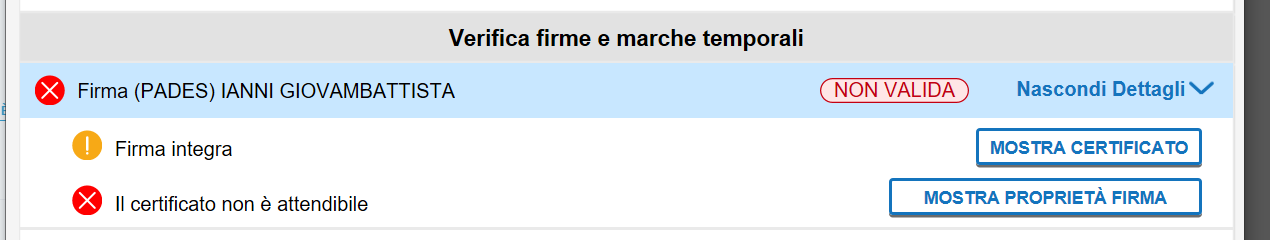 Verifica firme e marche temporali
Firma (PADES) IANNI GIOVAMBATTISTA NON VALIDA Nascondi Dettagli
Firma integra MOSTRA CERTIFICATO
Il certificato non è attendibile MOSTRA PROPRIETÀ FIRMA